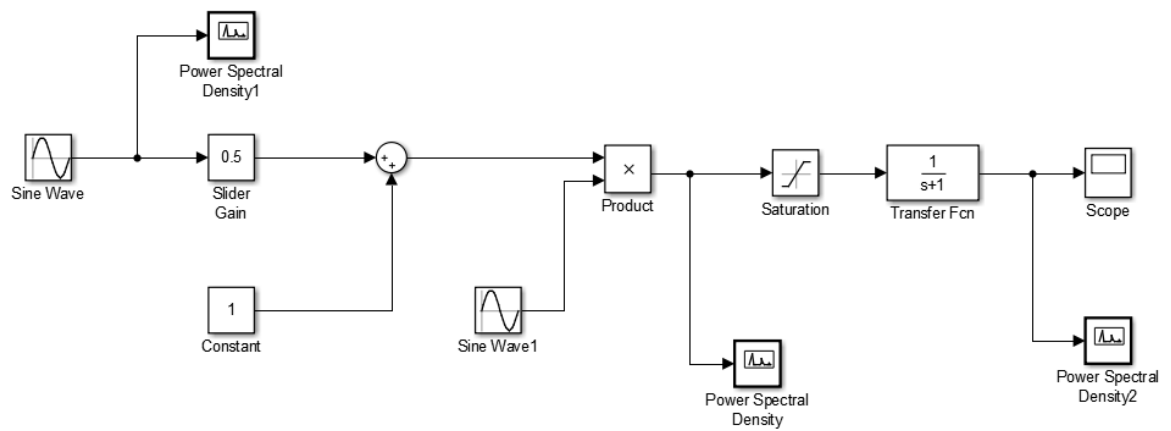 Power Spectral
Density1
Sine Wave
0.5
Slider
Gain
+
+
1
Constant
Sine Wave1
×
Product
Saturation
1
s+1
Transfer Fcn
Scope
Power Spectral
Density
Power Spectral
Density2